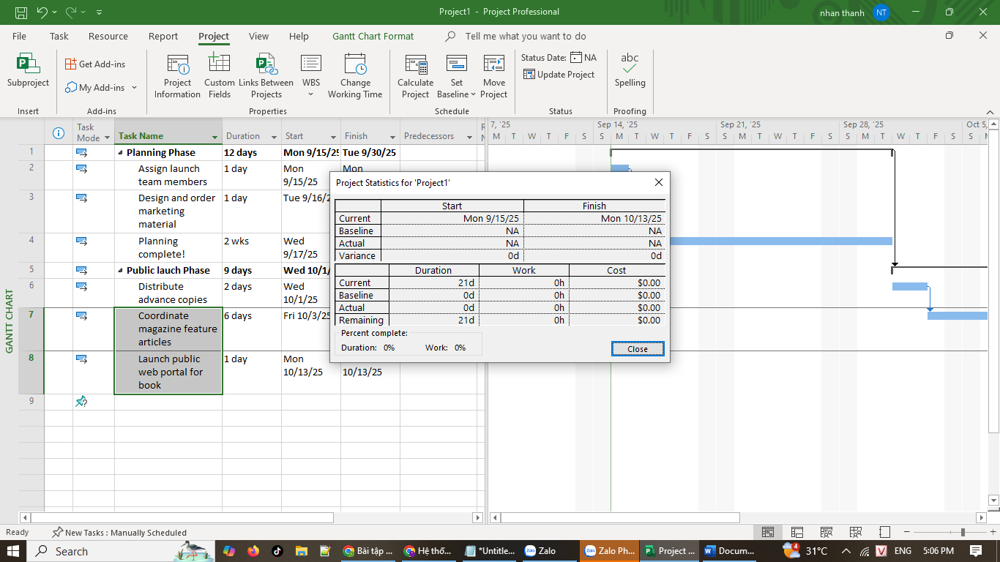 Project1 - Project Professional
nhan thanh NT
File Task Resource Report Project View Help Gantt Chart Format Tell me what you want to do
Subproject
Insert
Get Add-ins
My Add-ins
Add-ins
Project Information
Custom Fields
Links Between Projects
WBS
Change Working Time
Properties
Calculate Project
Set Baseline
Move Project
Schedule
Status Date: NA
Update Project
Status
abc
Spelling
Proofing
Task Mode Task Name Duration Start Finish Predecessors
7, '25 Sep 14, '25 Sep 21, '25 Sep 28, '25 Oct 5,
M T W T F S S M T W T F S S M T W T F S S M T W T F S S M
GANTT CHART
1 Planning Phase 12 days Mon 9/15/25 Tue 9/30/25
2 Assign launch 1 day Mon Mon
team members 9/15/25
3 Design and order 1 day Tue 9/16/2
marketing
material
4 Planning 2 wks Wed
complete! 9/17/25
5 Public lauch Phase 9 days Wed 10/1/
6 Distribute 2 days Wed
advance copies 10/1/25
7 Coordinate 6 days Fri 10/3/25
magazine feature
articles
8 Launch public 1 day Mon
web portal for 10/13/25 10/13/25
book
9
Project Statistics for 'Project1'
Start Finish
Current Mon 9/15/25 Mon 10/13/25
Baseline NA NA
Actual NA NA
Variance 0d 0d
Duration Work Cost
Current 21d 0h $0.00
Baseline 0d 0h $0.00
Actual 0d 0h $0.00
Remaining 21d 0h $0.00
Percent complete:
Duration: 0% Work: 0%
Close
Ready New Tasks : Manually Scheduled
Search Bài tập ... Hệ thố... *Untitle... Zalo Zalo Ph... Project ... Docum... 31°C ENG 5:06 PM